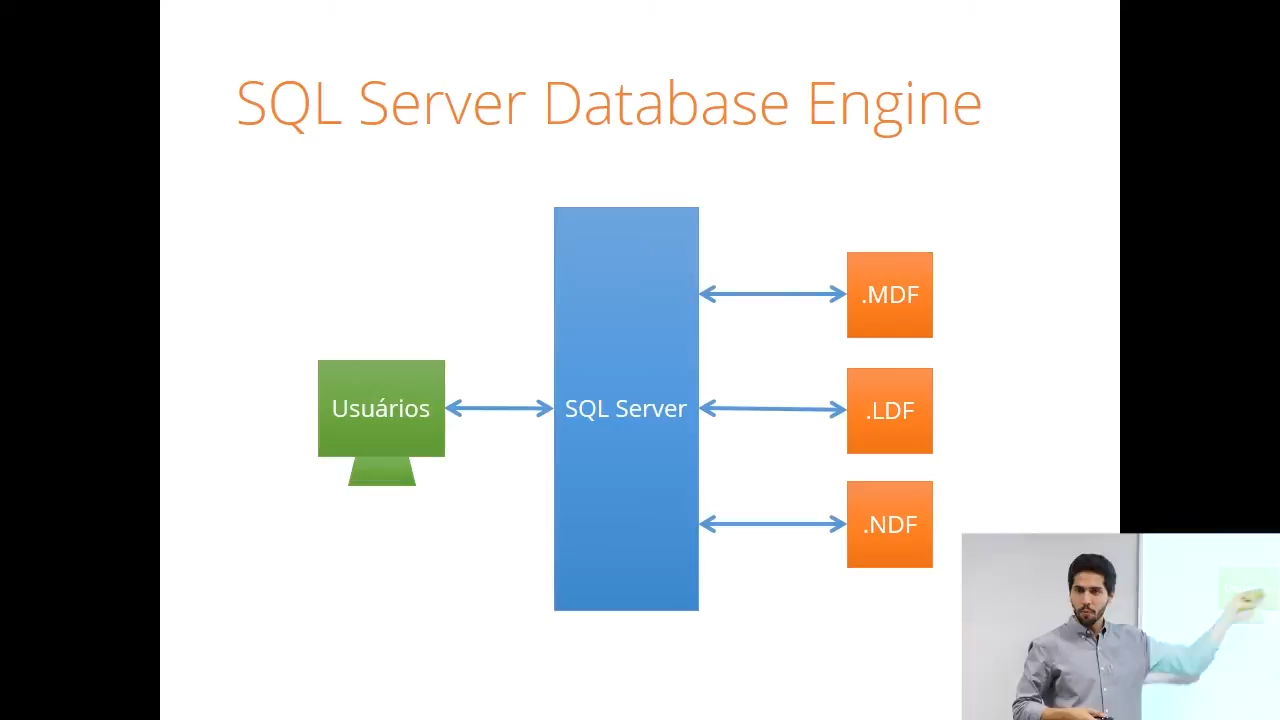 SQL Server Database Engine
.MDF
Usuários
SQL Server
.LDF
.NDF